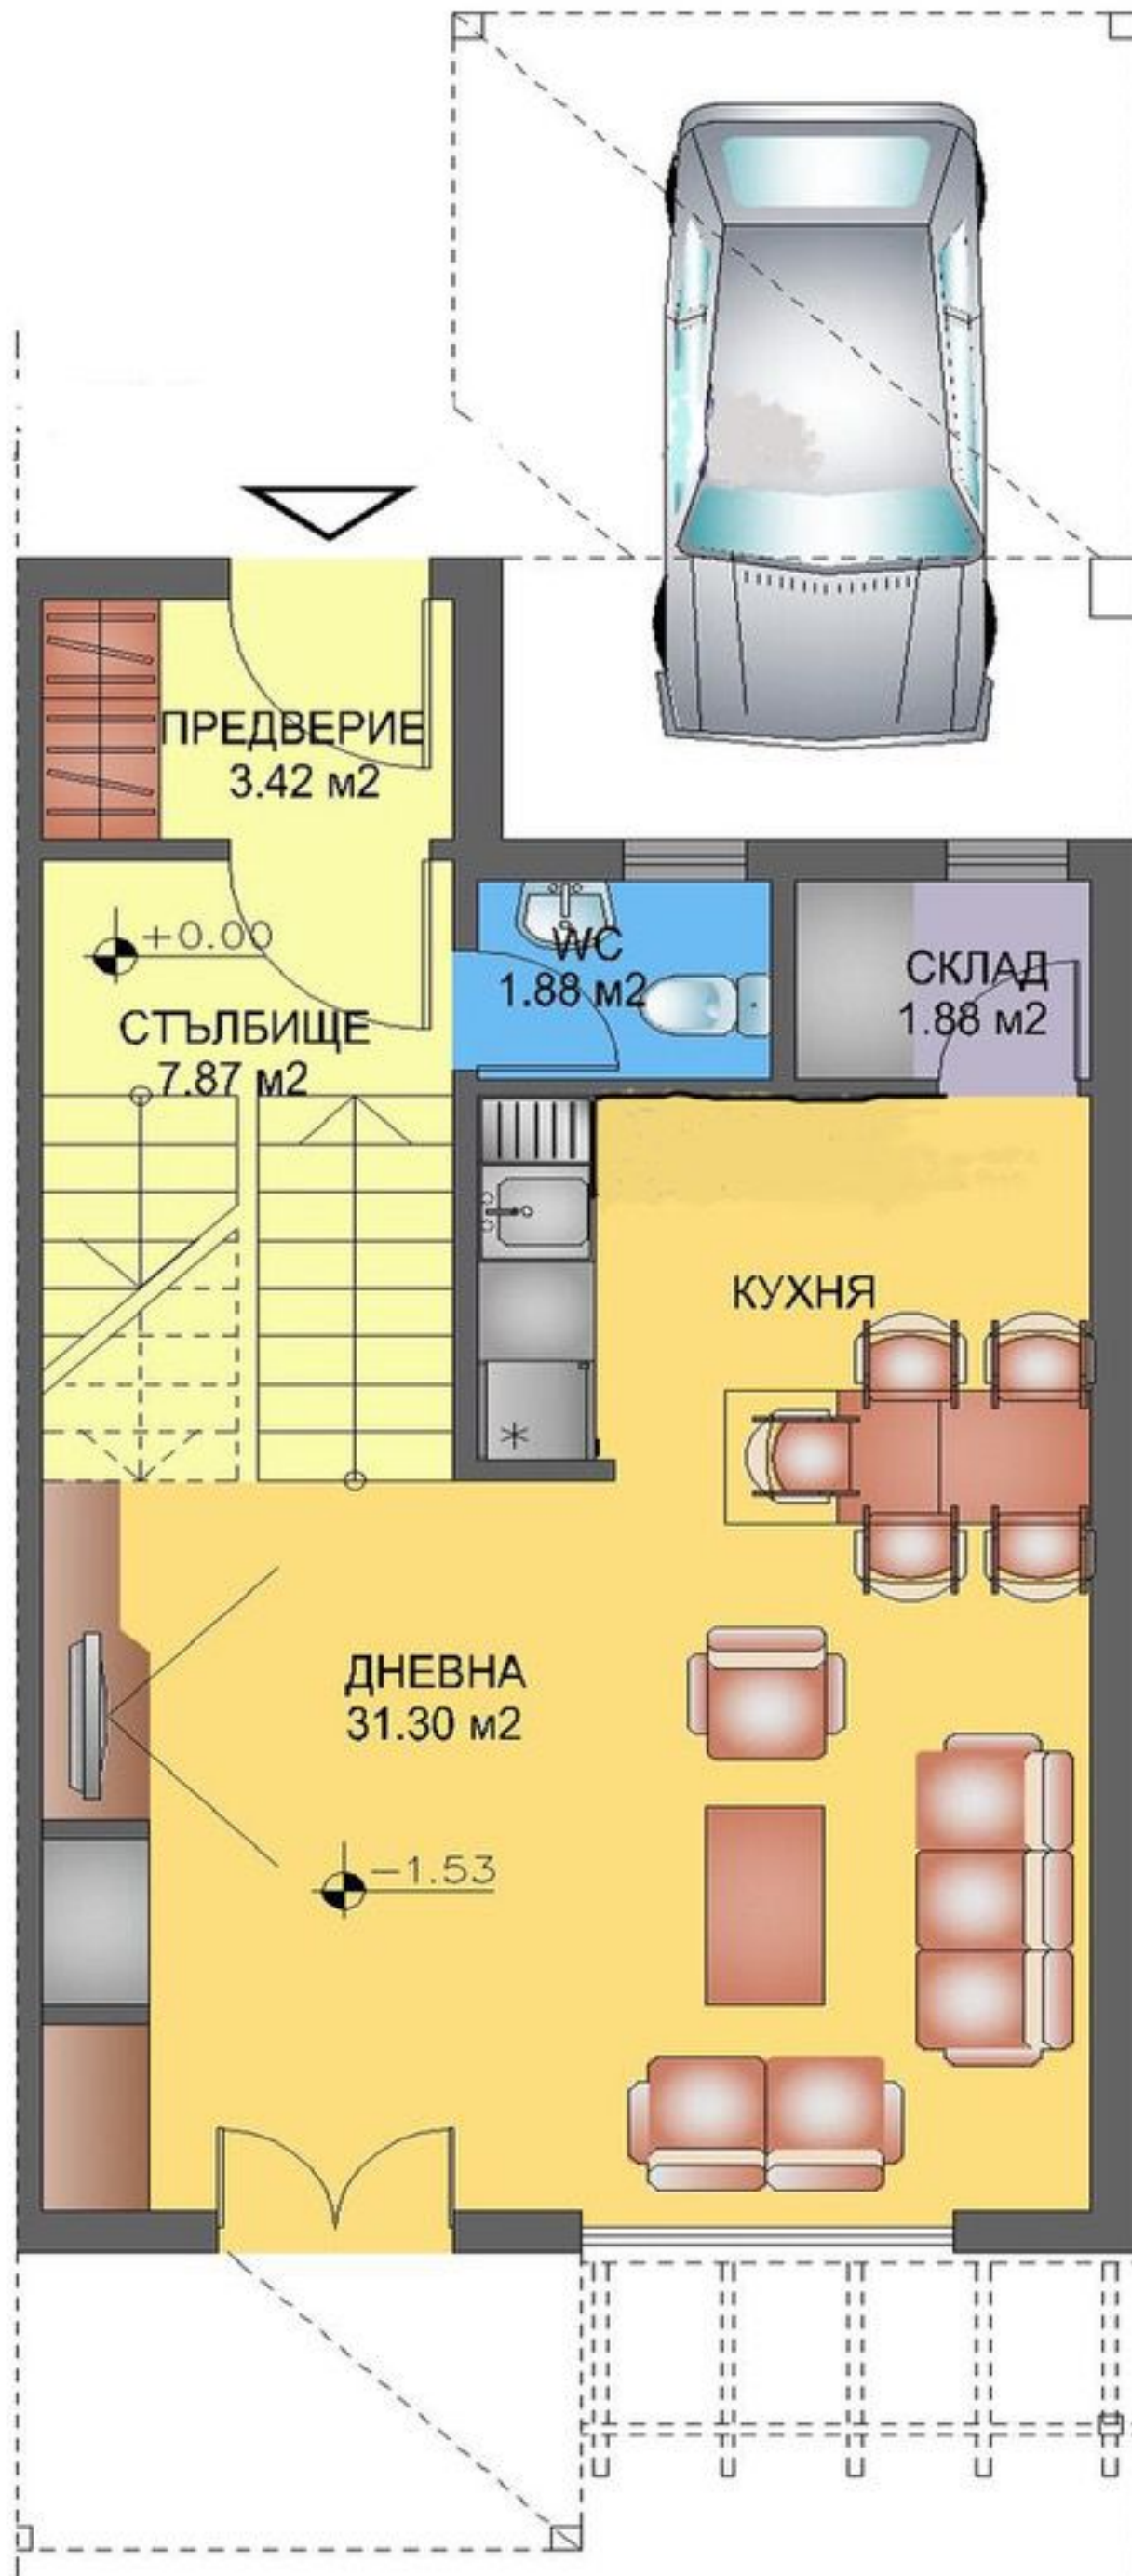 ПРЕДВЕРИЕ
3.42 м2
+0.00
СТЪЛБИЩЕ
7.87 м2
WC
1.88 м2
СКЛАД
1.88 м2
КУХНЯ
ДНЕВНА
31.30 м2
-1.53